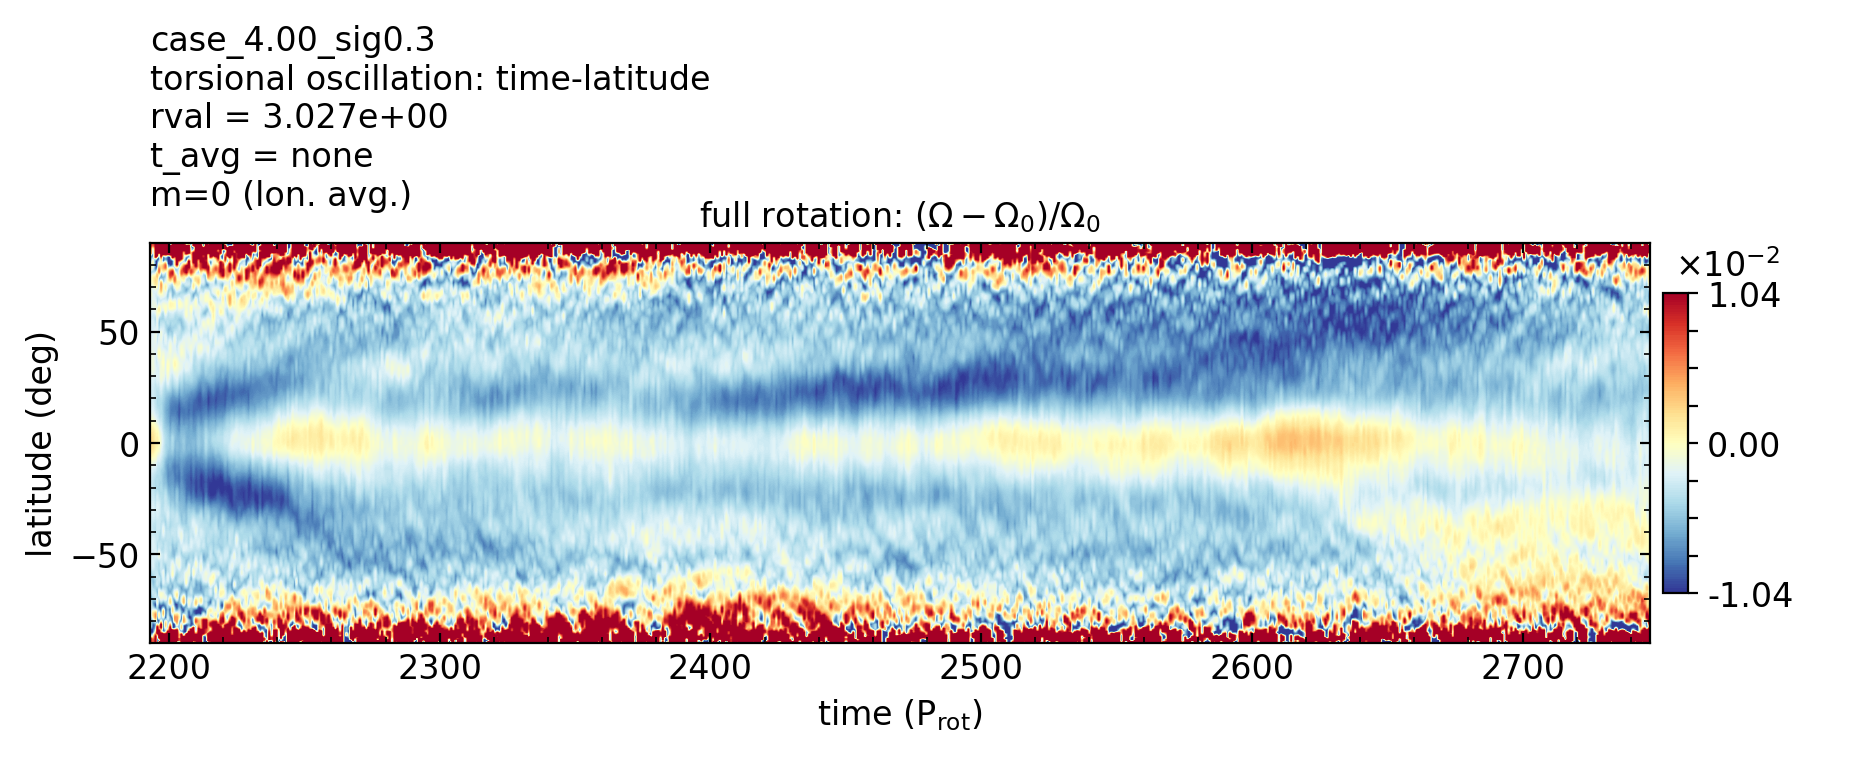 case_4.00_sig0.3
torsional oscillation: time-latitude
rval = 3.027e+00
t_avg = none
m=0 (lon. avg.)
full rotation: (Ω − Ω₀)/Ω₀
×10⁻²
1.04
0.00
-1.04
latitude (deg)
50
0
−50
2200 2300 2400 2500 2600 2700
time (P_rot)